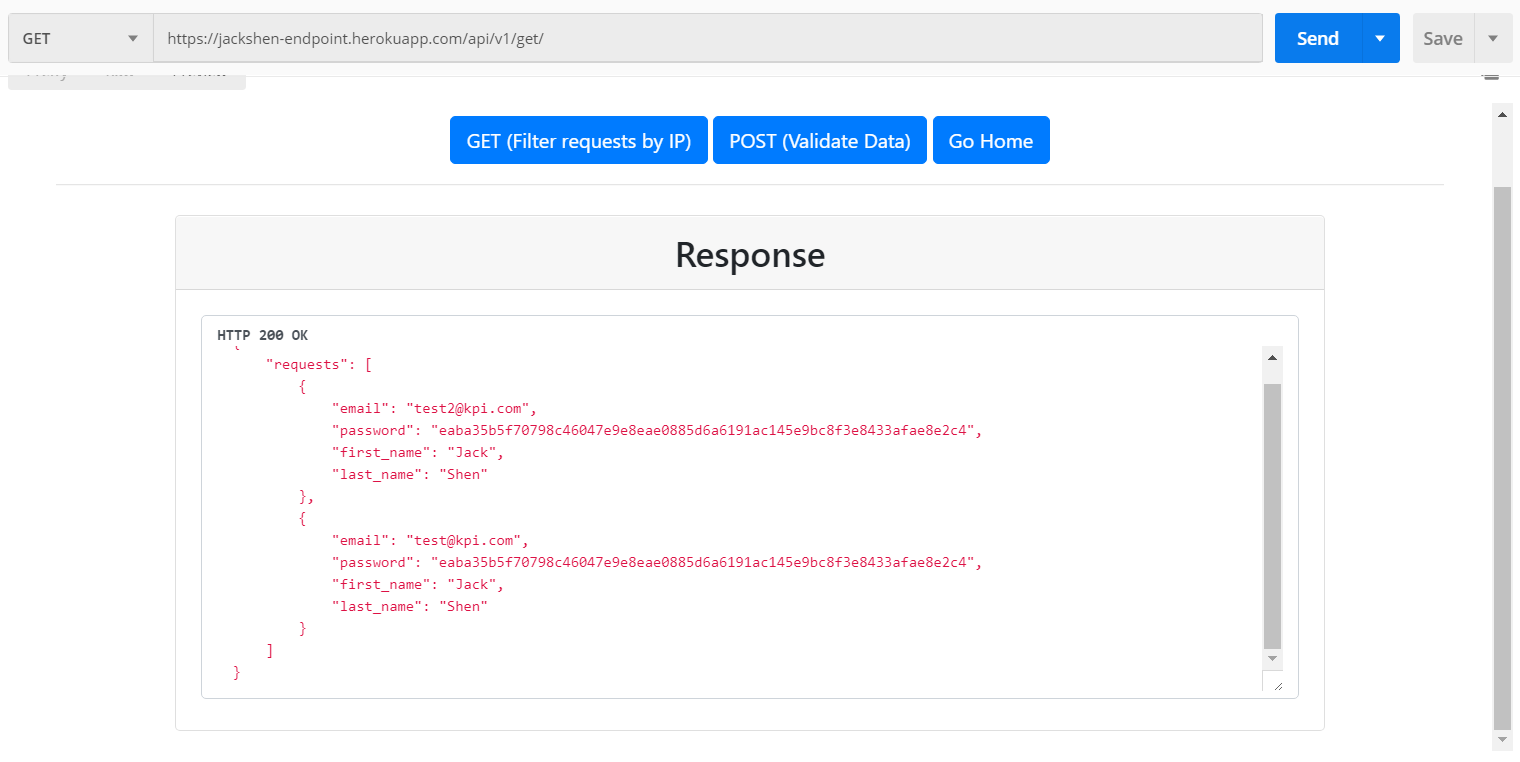 GET
https://jackshen-endpoint.herokuapp.com/api/v1/get/
Send
Save
GET (Filter requests by IP)
POST (Validate Data)
Go Home
Response
HTTP 200 OK
{
"requests": [
{
"email": "test2@kpi.com",
"password": "eaba35b5f70798c46047e9e8eae0885d6a6191ac145e9bc8f3e8433afae8e2c4",
"first_name": "Jack",
"last_name": "Shen"
},
{
"email": "test@kpi.com",
"password": "eaba35b5f70798c46047e9e8eae0885d6a6191ac145e9bc8f3e8433afae8e2c4",
"first_name": "Jack",
"last_name": "Shen"
}
]
}